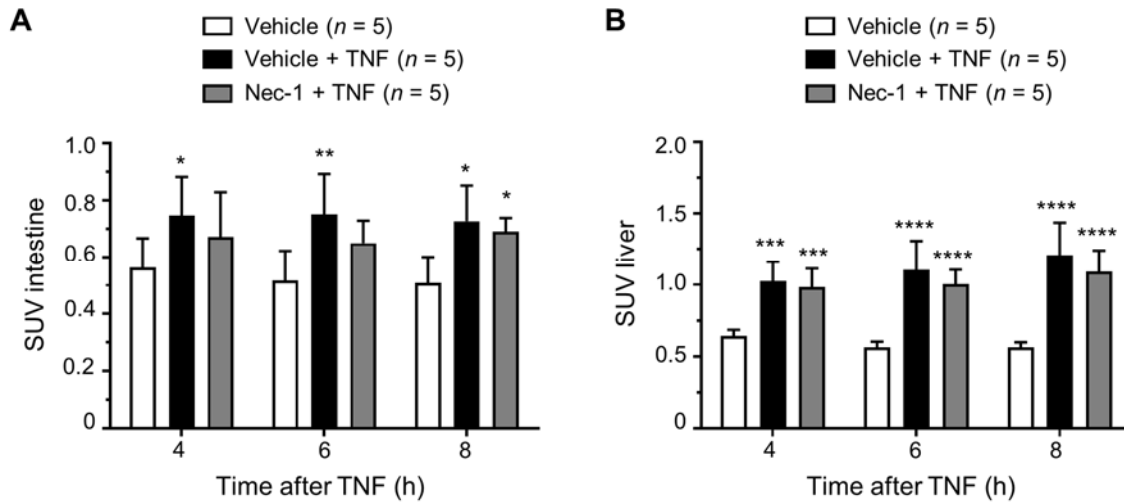 A
Vehicle (n = 5)
Vehicle + TNF (n = 5)
Nec-1 + TNF (n = 5)
SUV intestine
1.0
0.8
0.6
0.4
0.2
0
*
**
*
*
4
6
8
Time after TNF (h)
B
Vehicle (n = 5)
Vehicle + TNF (n = 5)
Nec-1 + TNF (n = 5)
SUV liver
2.0
1.5
1.0
0.5
0
***
***
****
****
****
****
4
6
8
Time after TNF (h)